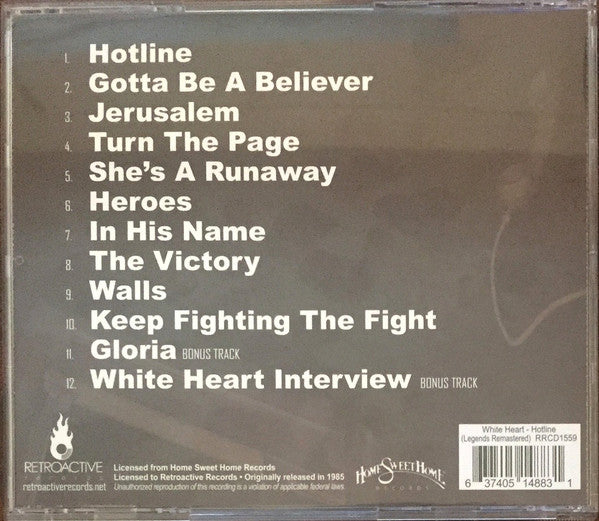 1. Hotline
2. Gotta Be A Believer
3. Jerusalem
4. Turn The Page
5. She's A Runaway
6. Heroes
7. In His Name
8. The Victory
9. Walls
10. Keep Fighting The Fight
11. Gloria BONUS TRACK
12. White Heart Interview BONUS TRACK
RETROACTIVE
records
retroactiverecords.net
Licensed from Home Sweet Home Records
Licensed to Retroactive Records • Originally released in 1985
Unauthorized reproduction of this recording is a violation of applicable federal laws.
Home Sweet Home
RECORDS
White Heart - Hotline
(Legends Remastered) RRCD1559
6 37405 14883 1